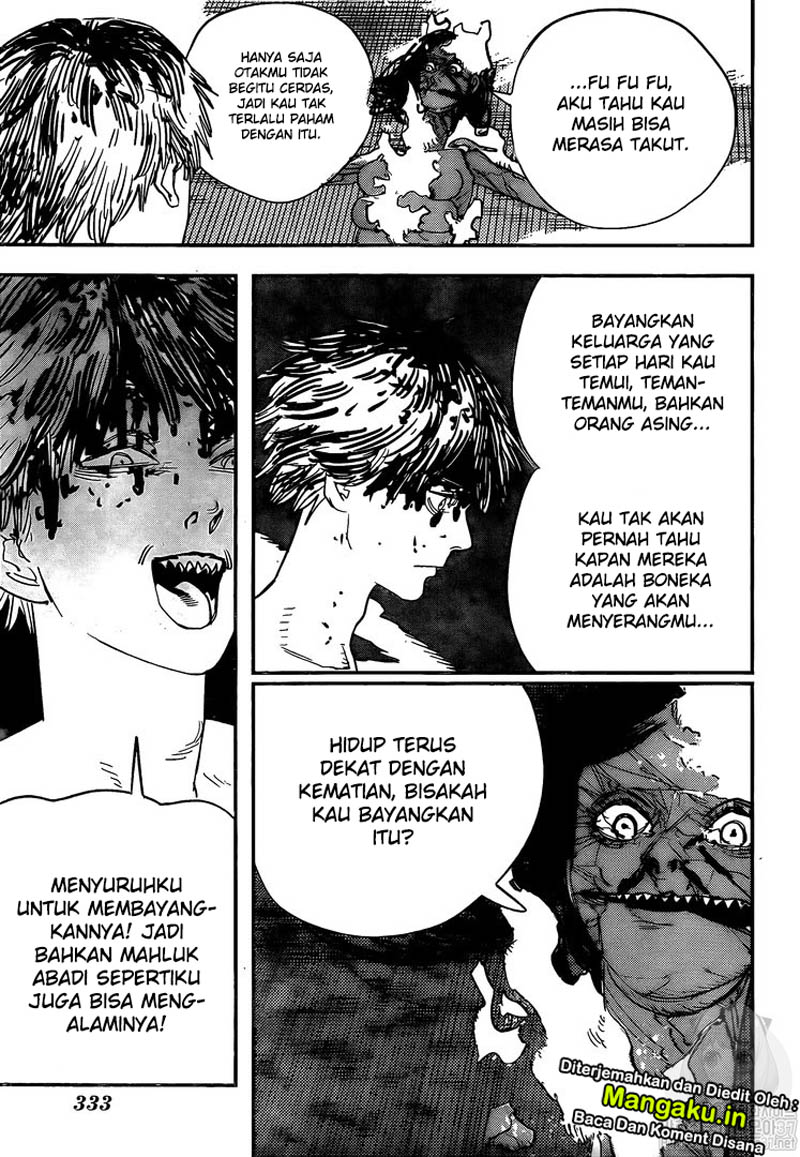 ...FU FU FU,
AKU TAHU KAU
MASIH BISA
MERASA TAKUT.
HANYA SAJA
OTAKMU TIDAK
BEGITU CERDAS,
JADI KAU TAK
TERLALU PAHAM
DENGAN ITU.
BAYANGKAN
KELUARGA YANG
SETIAP HARI KAU
TEMUI, TEMAN-
TEMANMU, BAHKAN
ORANG ASING...
KAU TAK AKAN
PERNAH TAHU
KAPAN MEREKA
ADALAH BONEKA
YANG AKAN
MENYERANGMU...
HIDUP TERUS
DEKAT DENGAN
KEMATIAN, BISAKAH
KAU BAYANGKAN
ITU?
MENYURUHKU
UNTUK MEMBAYANG-
KANNYA! JADI
BAHKAN MAHLUK
ABADI SEPERTIKU
JUGA BISA MENG-
ALAMINYA!
333
Diterjemahkan dan Diedit Oleh :
Mangaku.in
Baca Dan Koment Disana